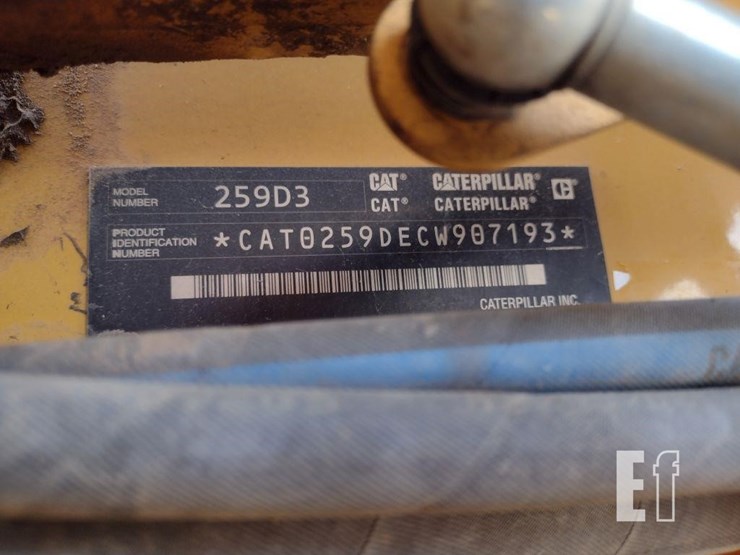 MODEL NUMBER 259D3
CAT® CATERPILLAR® C
CAT® CATERPILLAR®
PRODUCT IDENTIFICATION NUMBER *CAT0259DECW907193*
CATERPILLAR INC.
Ef